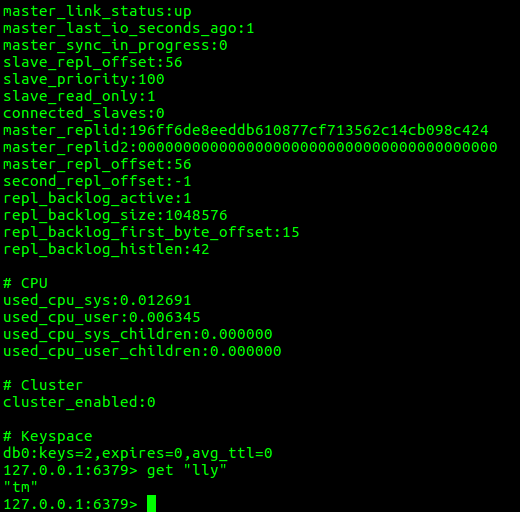 master_link_status:up
master_last_io_seconds_ago:1
master_sync_in_progress:0
slave_repl_offset:56
slave_priority:100
slave_read_only:1
connected_slaves:0
master_replid:196ff6de8eeddb610877cf713562c14cb098c424
master_replid2:0000000000000000000000000000000000000000
master_repl_offset:56
second_repl_offset:-1
repl_backlog_active:1
repl_backlog_size:1048576
repl_backlog_first_byte_offset:15
repl_backlog_histlen:42
# CPU
used_cpu_sys:0.012691
used_cpu_user:0.006345
used_cpu_sys_children:0.000000
used_cpu_user_children:0.000000
# Cluster
cluster_enabled:0
# Keyspace
db0:keys=2,expires=0,avg_ttl=0
127.0.0.1:6379> get "lly"
"tm"
127.0.0.1:6379>